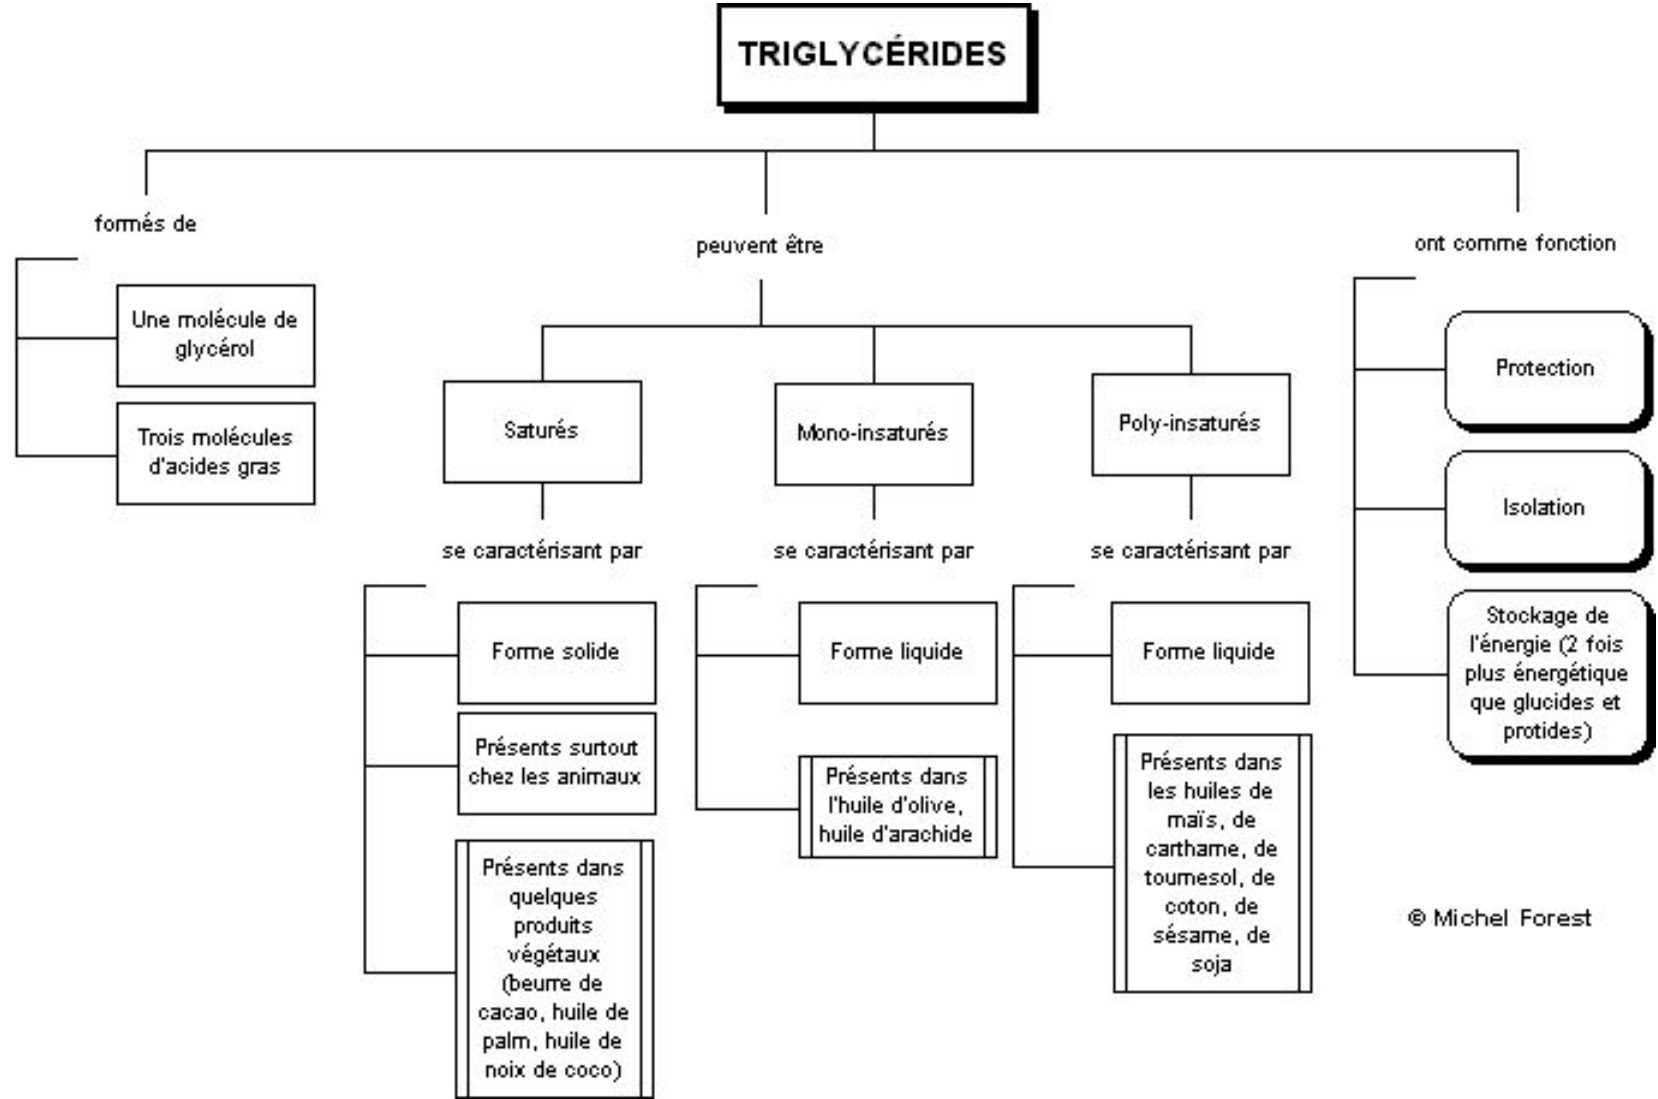 TRIGLYCÉRIDES
formés de
Une molécule de
glycérol
Trois molécules
d'acides gras
peuvent être
Saturés
se caractérisant par
Forme solide
Présents surtout
chez les animaux
Présents dans
quelques
produits
végétaux
(beurre de
cacao, huile de
palm, huile de
noix de coco)
Mono-insaturés
se caractérisant par
Forme liquide
Présents dans
l'huile d'olive,
huile d'arachide
Poly-insaturés
se caractérisant par
Forme liquide
Présents dans
les huiles de
maïs, de
carthame, de
tournesol, de
coton, de
sésame, de
soja
ont comme fonction
Protection
Isolation
Stockage de
l'énergie (2 fois
plus énergétique
que glucides et
protides)
© Michel Forest